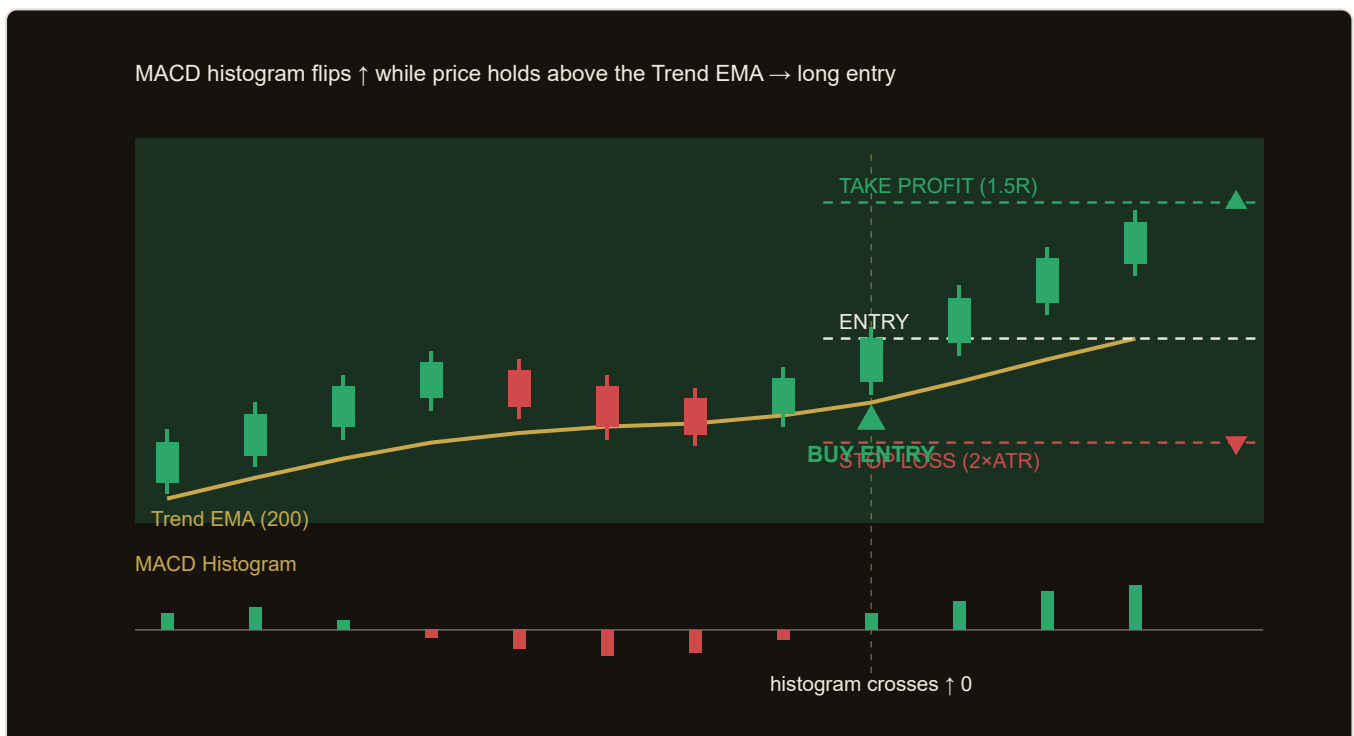 MACD histogram flips ↑ while price holds above the Trend EMA → long entry
TAKE PROFIT (1.5R)
ENTRY
BUY ENTRY
STOP LOSS (2×ATR)
Trend EMA (200)
MACD Histogram
histogram crosses ↑ 0